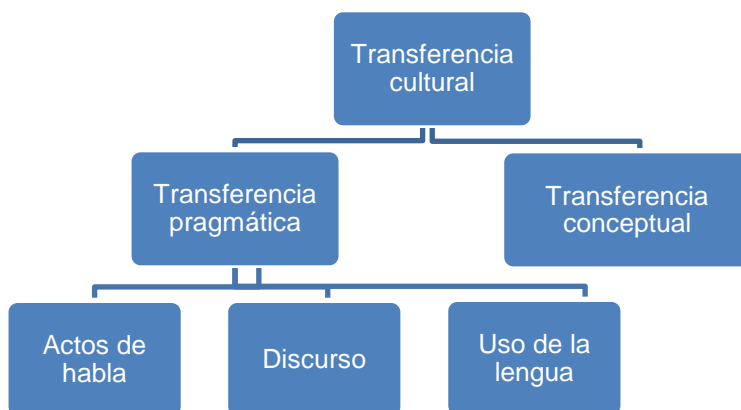 Transferencia
cultural
Transferencia
pragmática
Transferencia
conceptual
Actos de
habla
Discurso
Uso de la
lengua